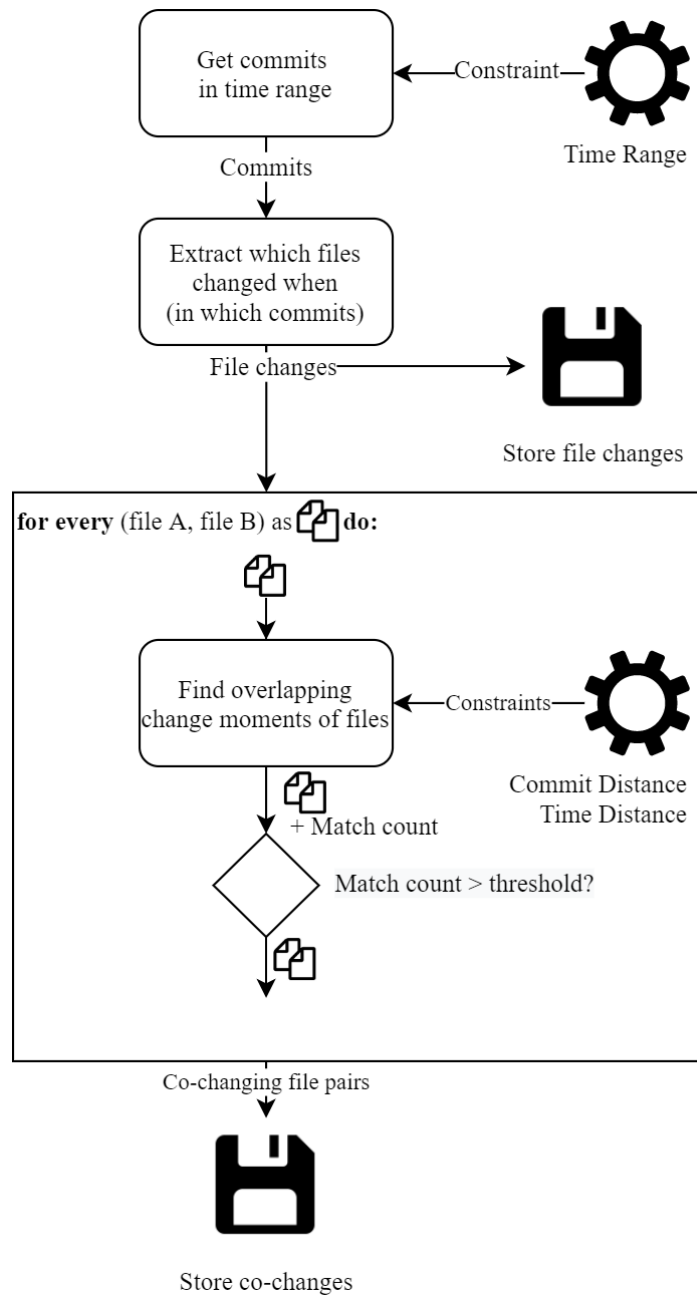 Get commits
in time range
Constraint
Time Range
Commits
Extract which files
changed when
(in which commits)
File changes
Store file changes
for every (file A, file B) as do:
Find overlapping
change moments of files
Constraints
Commit Distance
Time Distance
+ Match count
Match count > threshold?
Co-changing file pairs
Store co-changes